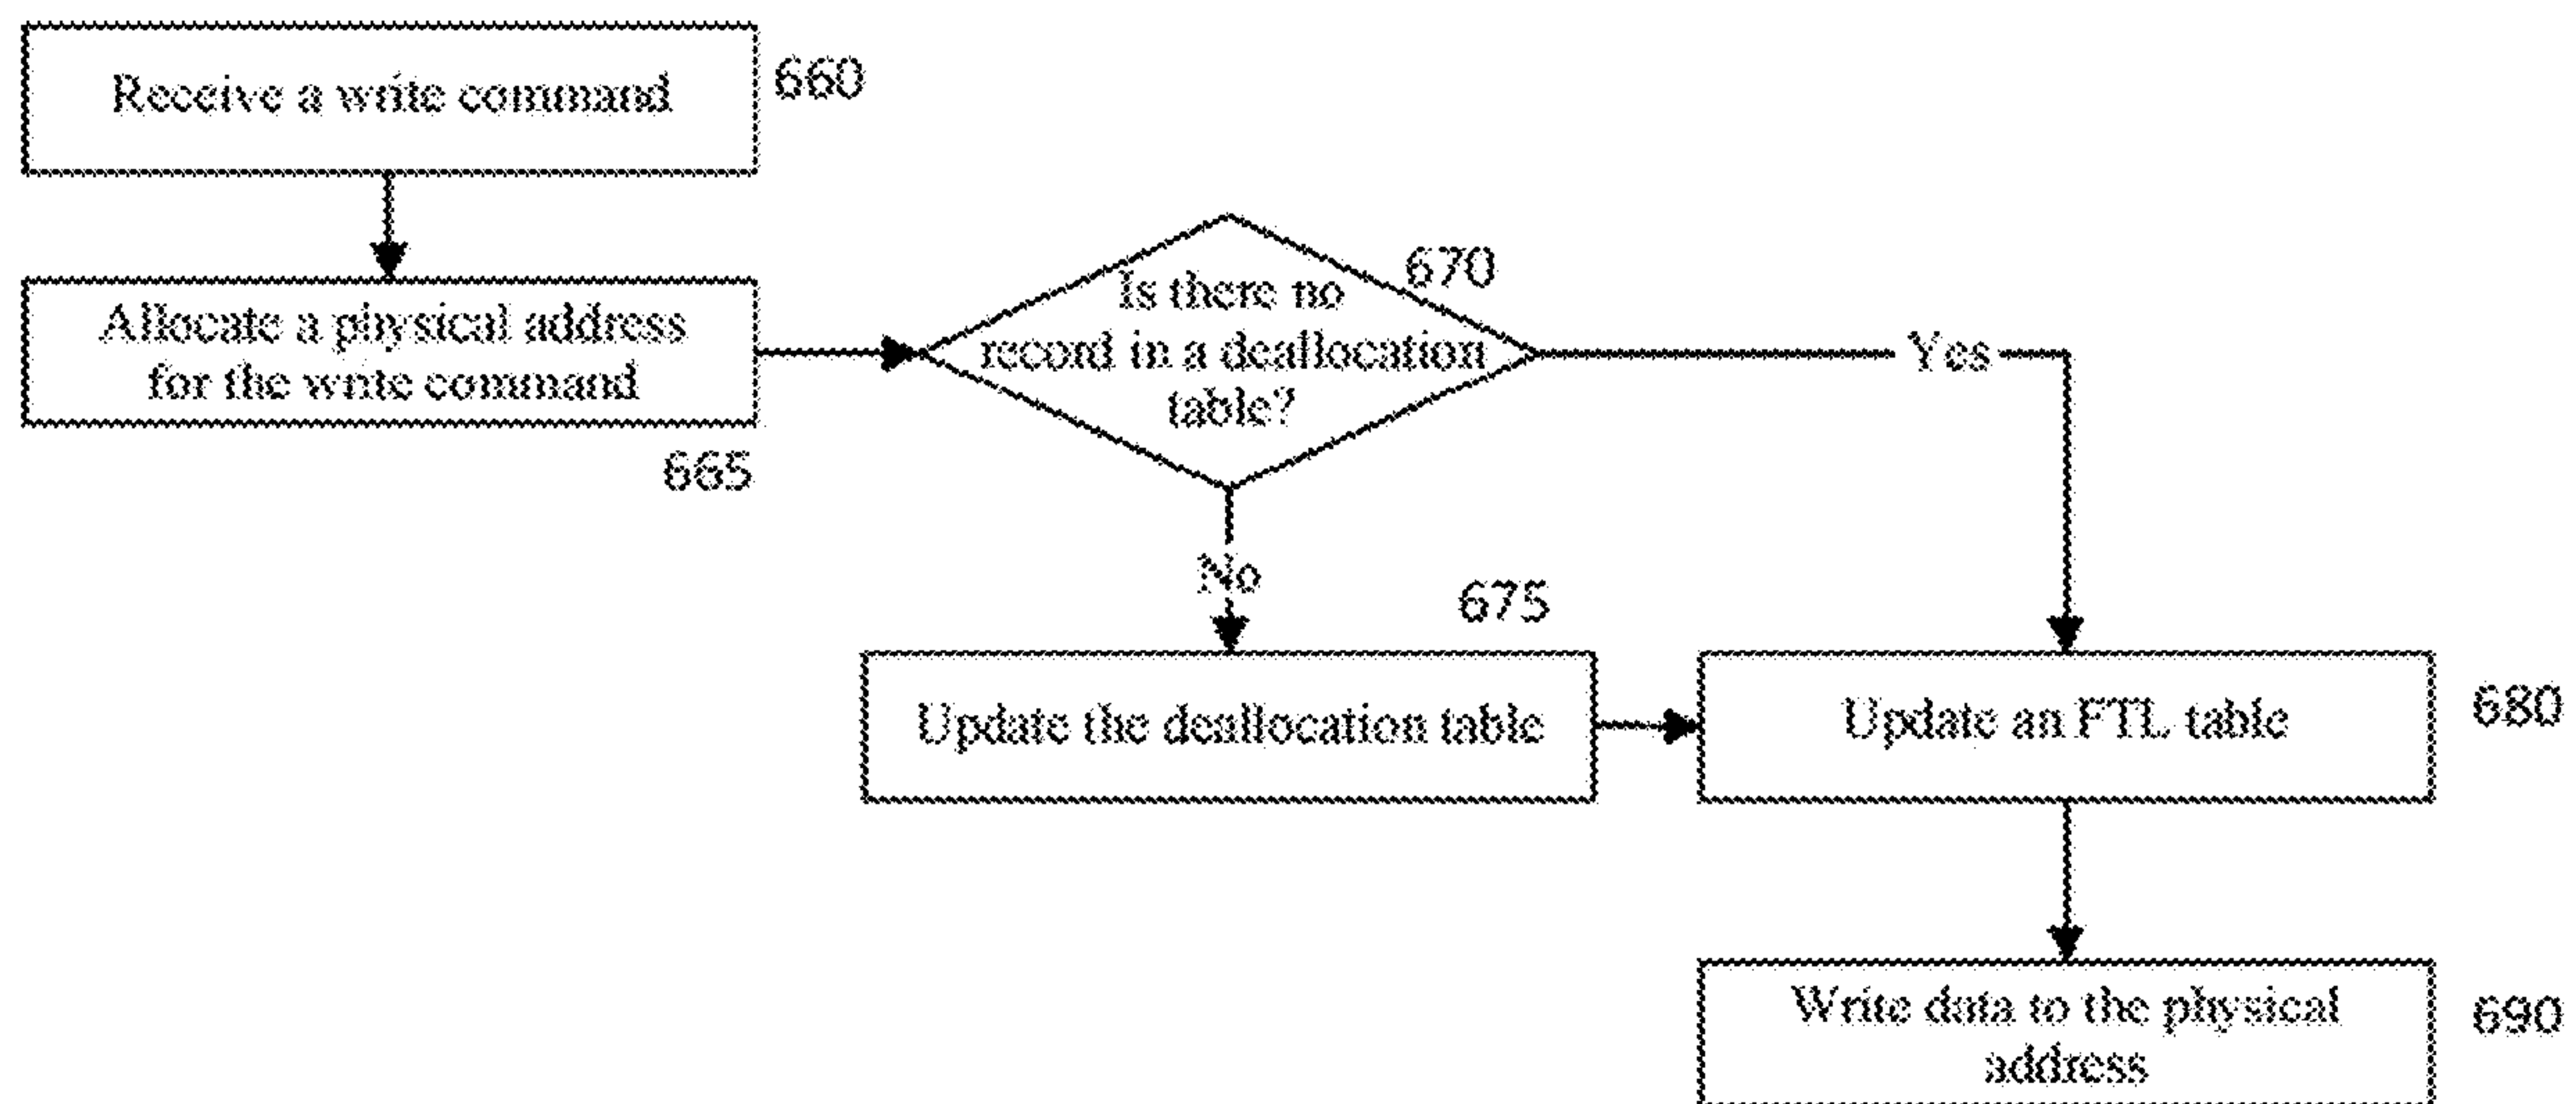 Receive a write command
660
Allocate a physical address
for the write command
665
670
Is there no
record in a deallocation
table?
Yes
No
675
Update the deallocation table
Update an FTL table
680
Write data to the physical
address
690